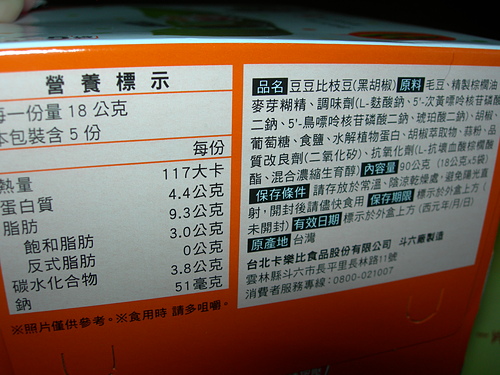 營養標示
每一份量 18 公克
本包裝含 5 份
每份
熱量 117大卡
蛋白質 4.4公克
脂肪 9.3公克
飽和脂肪 3.0公克
反式脂肪 0公克
碳水化合物 3.8公克
鈉 51毫克
※照片僅供參考。※食用時 請多咀嚼。
品名 豆豆比枝豆(黑胡椒) 原料 毛豆、精製棕櫚油
麥芽糊精、調味劑(L-麩酸鈉、5'-次黃嘌呤核苷磷酸
二鈉、5'-鳥嘌呤核苷磷酸二鈉、琥珀酸二鈉)、胡椒、
葡萄糖、食鹽、水解植物蛋白、胡椒萃取物、蒜粉、品
質改良劑(二氧化矽)、抗氧化劑(L-抗壞血酸棕櫚酸
酯、混合濃縮生育醇) 內容量 90公克 (18公克x5袋)
保存條件 請存放於常溫、陰涼乾燥處，避免陽光直
射，開封後請儘快食用 保存期限 標示於外盒上方(
未開封) 有效日期 標示於外盒上方 (西元/年/月/日)
原產地 台灣
台北卡樂比食品股份有限公司 斗六廠製造
雲林縣斗六市長平里長林路11號
消費者服務專線：0800-021007